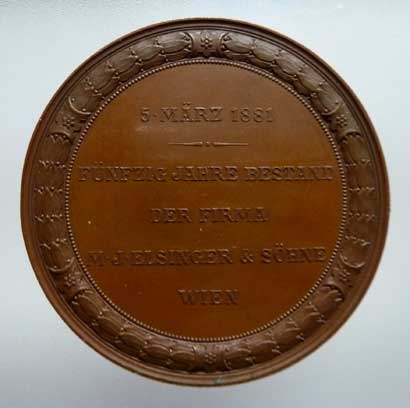 5·MÄRZ 1881
FÜNFZIG JAHRE BESTAND
DER FIRMA
M·J·ELSINGER & SÖHNE
WIEN